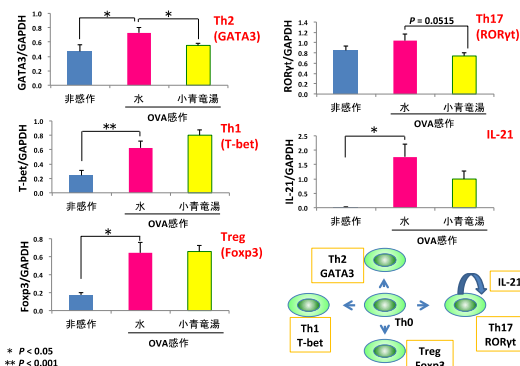 Th2
(GATA3)
GATA3/GAPDH
1.0
0.8
0.6
0.4
0.2
0.0
*
*
非感作
水
小青竜湯
OVA感作
Th1
(T-bet)
T-bet/GAPDH
1.0
0.8
0.6
0.4
0.2
0.0
**
非感作
水
小青竜湯
OVA感作
Treg
(Foxp3)
Foxp3/GAPDH
0.8
0.6
0.4
0.2
0
*
非感作
水
小青竜湯
OVA感作
* P < 0.05
** P < 0.001
Th17
(RORγt)
RORγt/GAPDH
1.4
1.2
1.0
0.8
0.6
0.4
0.2
0.0
P = 0.0515
非感作
水
小青竜湯
OVA感作
IL-21
IL-21/GAPDH
2.5
2.0
1.5
1.0
0.5
0.0
*
非感作
水
小青竜湯
OVA感作
Th2
GATA3
IL-21
Th0
Th1
T-bet
Th17
RORγt
Treg
Foxp3